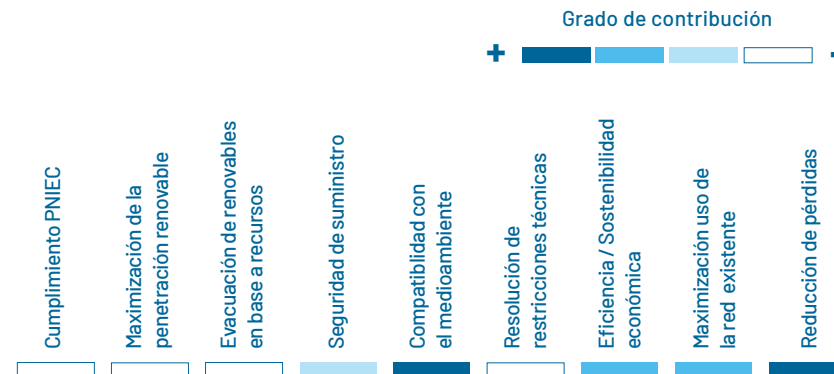 Grado de contribución
+
-
Cumplimiento PNIEC
Maximización de la
penetración renovable
Evacuación de renovables
en base a recursos
Seguridad de suministro
Compatiblidad con
el medioambiente
Resolución de
restricciones técnicas
Eficiencia / Sostenibilidad
económica
Maximización uso de
la red existente
Reducción de pérdidas